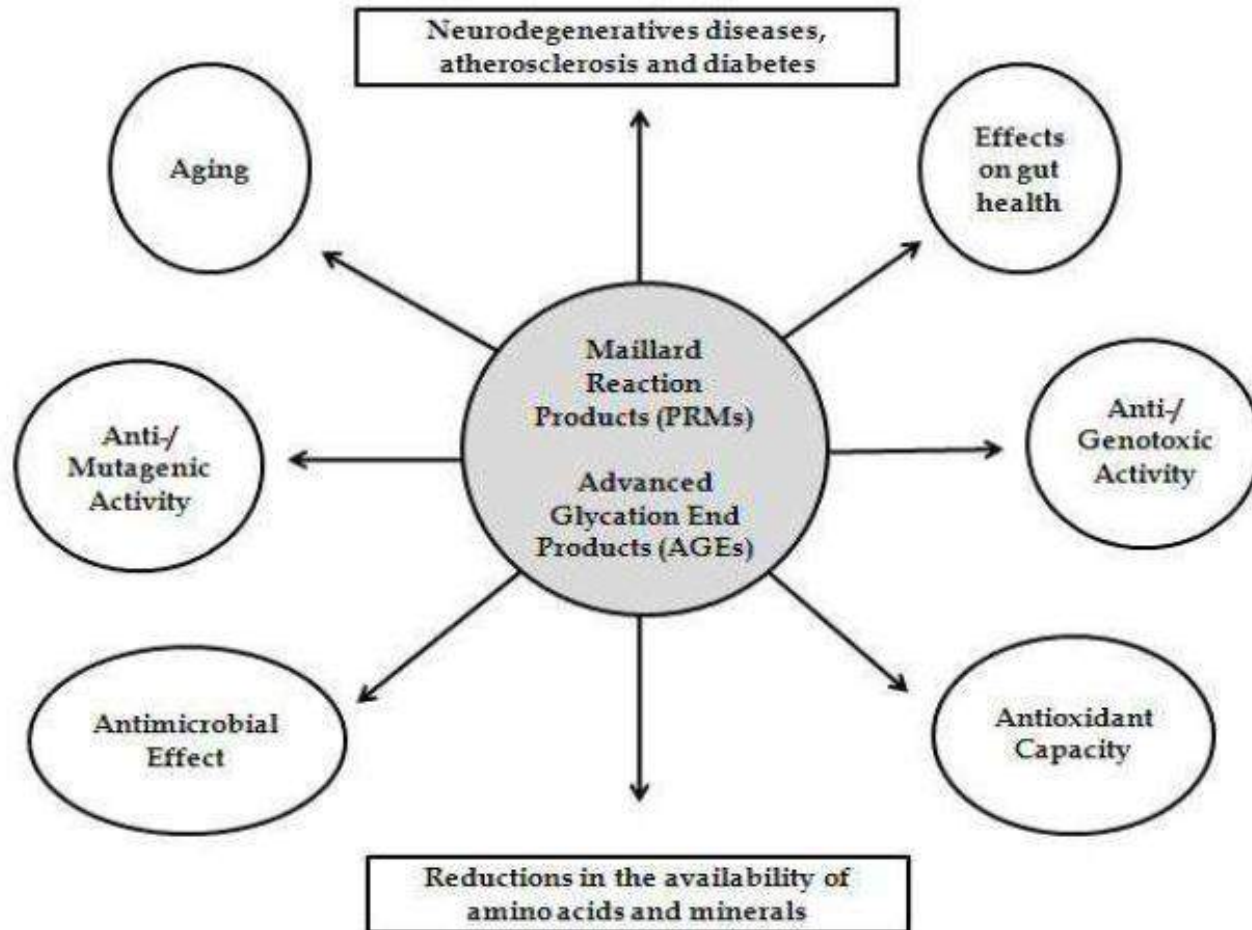 Neurodegeneratives diseases,
atherosclerosis and diabetes
Aging
Effects
on gut
health
Maillard
Reaction
Products (PRMs)
Advanced
Glycation End
Products (AGEs)
Anti-/
Mutagenic
Activity
Anti-/
Genotoxic
Activity
Antimicrobial
Effect
Antioxidant
Capacity
Reductions in the availability of
amino acids and minerals